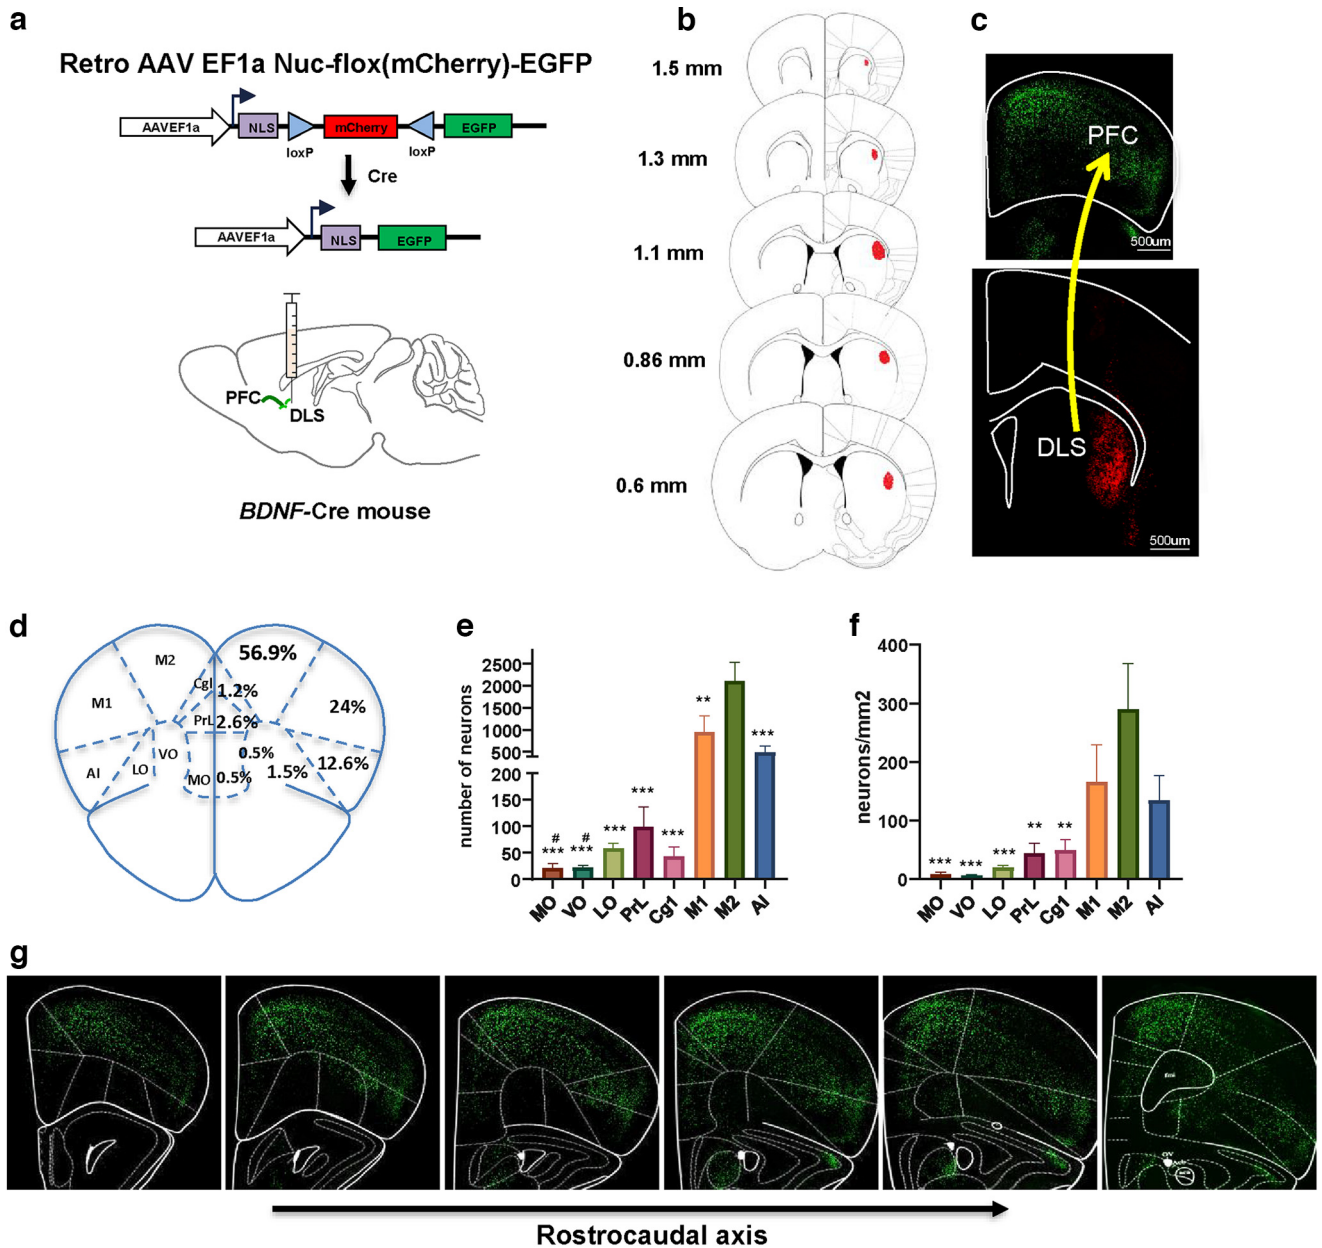 a
Retro AAV EF1a Nuc-flox(mCherry)-EGFP
AAVEF1a NLS mCherry EGFP
loxP loxP
Cre
AAVEF1a NLS EGFP
PFC
DLS
BDNF-Cre mouse
b
1.5 mm
1.3 mm
1.1 mm
0.86 mm
0.6 mm
c
PFC
500um
DLS
500um
d
M2 56.9%
Cgl 1.2%
M1 24%
PrL 2.6%
VO 0.5%
AI LO 1.5% 12.6%
MO 0.5%
e
number of neurons
2500
2000
1500
1000
500
200
150
100
50
0
# # *** *** *** *** *** ** ***
MO VO LO PrL Cg1 M1 M2 AI
f
neurons/mm2
400
300
200
100
0
*** *** *** ** **
MO VO LO PrL Cg1 M1 M2 AI
g
fmi
OV
Rostrocaudal axis